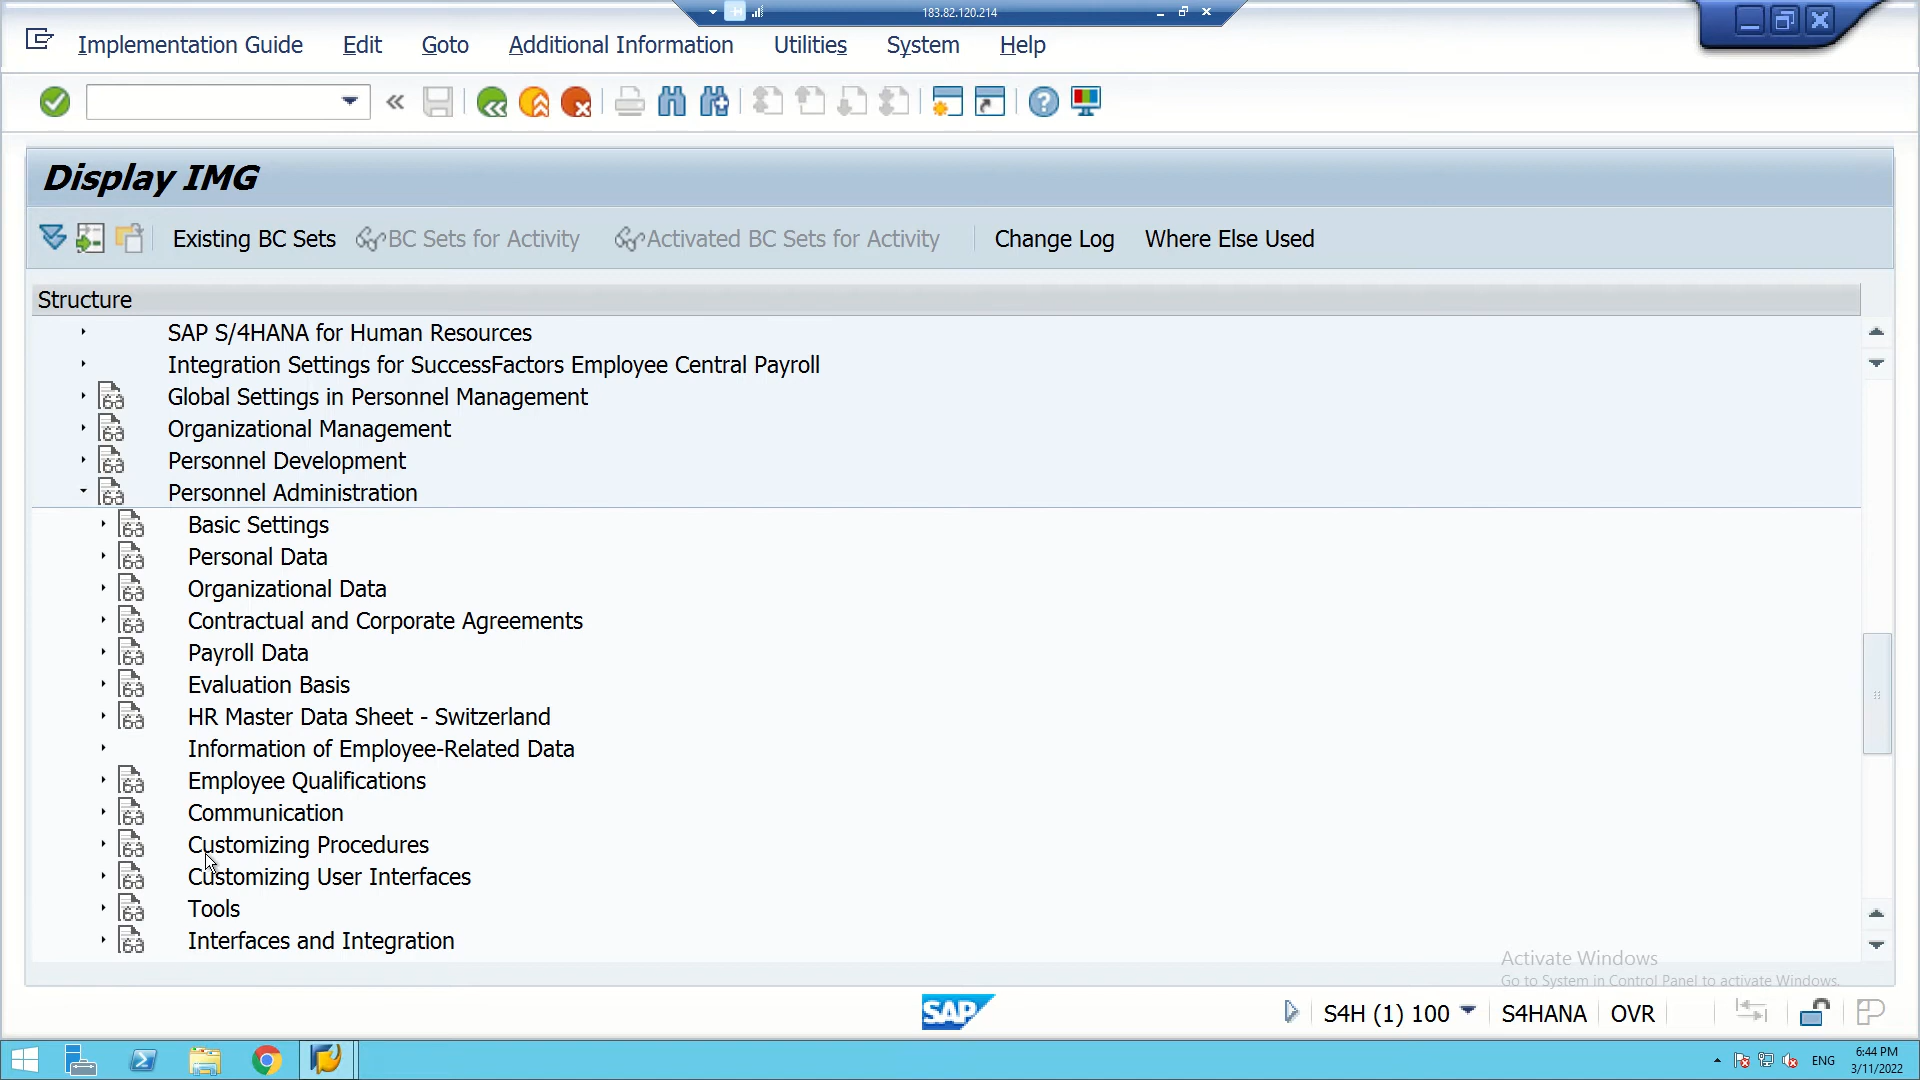 183.82.120.214
Implementation Guide Edit Goto Additional Information Utilities System Help
Display IMG
Existing BC Sets BC Sets for Activity Activated BC Sets for Activity Change Log Where Else Used
Structure
SAP S/4HANA for Human Resources
Integration Settings for SuccessFactors Employee Central Payroll
Global Settings in Personnel Management
Organizational Management
Personnel Development
Personnel Administration
Basic Settings
Personal Data
Organizational Data
Contractual and Corporate Agreements
Payroll Data
Evaluation Basis
HR Master Data Sheet - Switzerland
Information of Employee-Related Data
Employee Qualifications
Communication
Customizing Procedures
Customizing User Interfaces
Tools
Interfaces and Integration
Activate Windows
Go to System in Control Panel to activate Windows.
SAP S4H (1) 100 S4HANA OVR
ENG
6:44 PM
3/11/2022